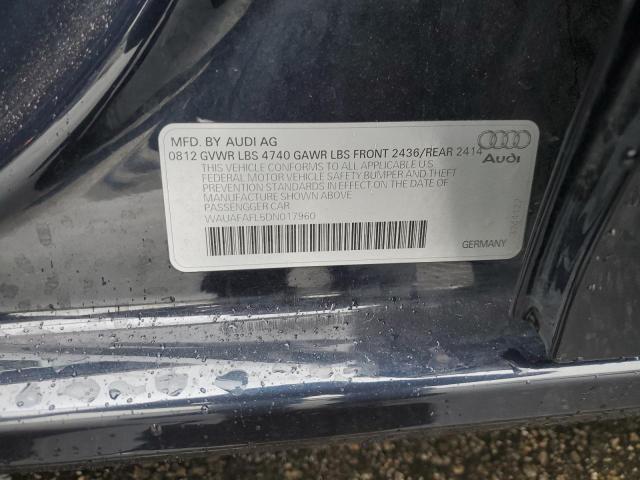 MFD. BY AUDI AG
0812 GVWR LBS 4740 GAWR LBS FRONT 2436/REAR 2414
THIS VEHICLE CONFORMS TO ALL APPLICABLE U.S.
FEDERAL MOTOR VEHICLE SAFETY BUMPER AND THEFT
PREVENTION STANDARDS IN EFFECT ON THE DATE OF
MANUFACTURE SHOWN ABOVE
PASSENGER CAR
WAUAFAFL5DN017960
Audi
GERMANY